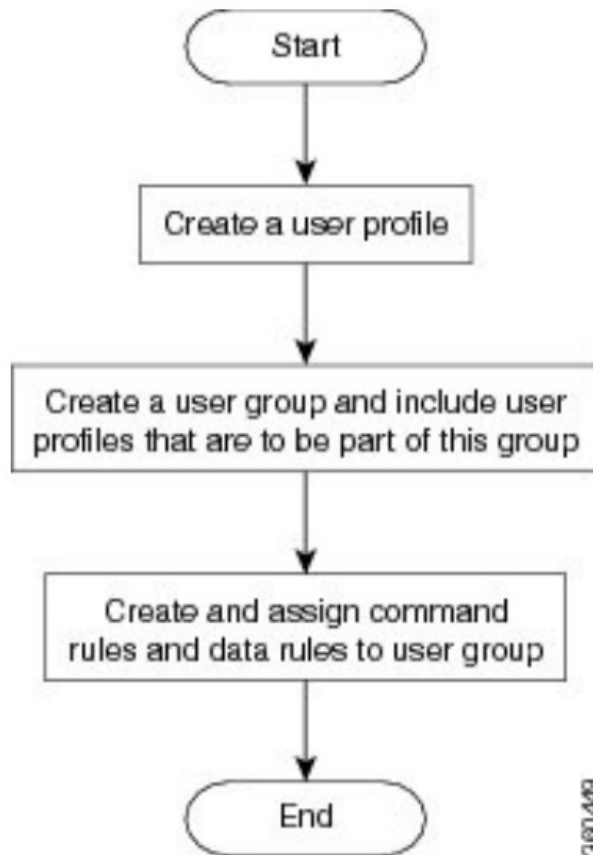 Start
Create a user profile
Create a user group and include user
profiles that are to be part of this group
Create and assign command
rules and data rules to user group
End